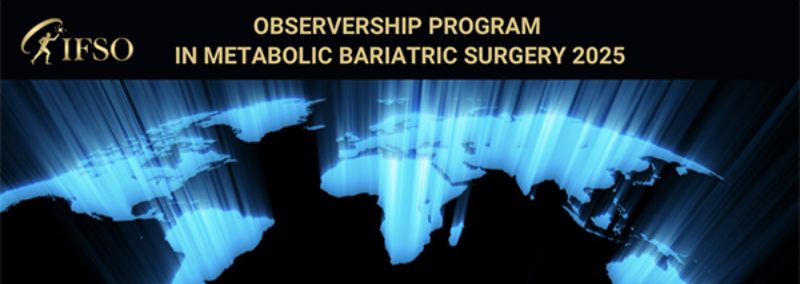 IFSO
OBSERVERSHIP PROGRAM
IN METABOLIC BARIATRIC SURGERY 2025